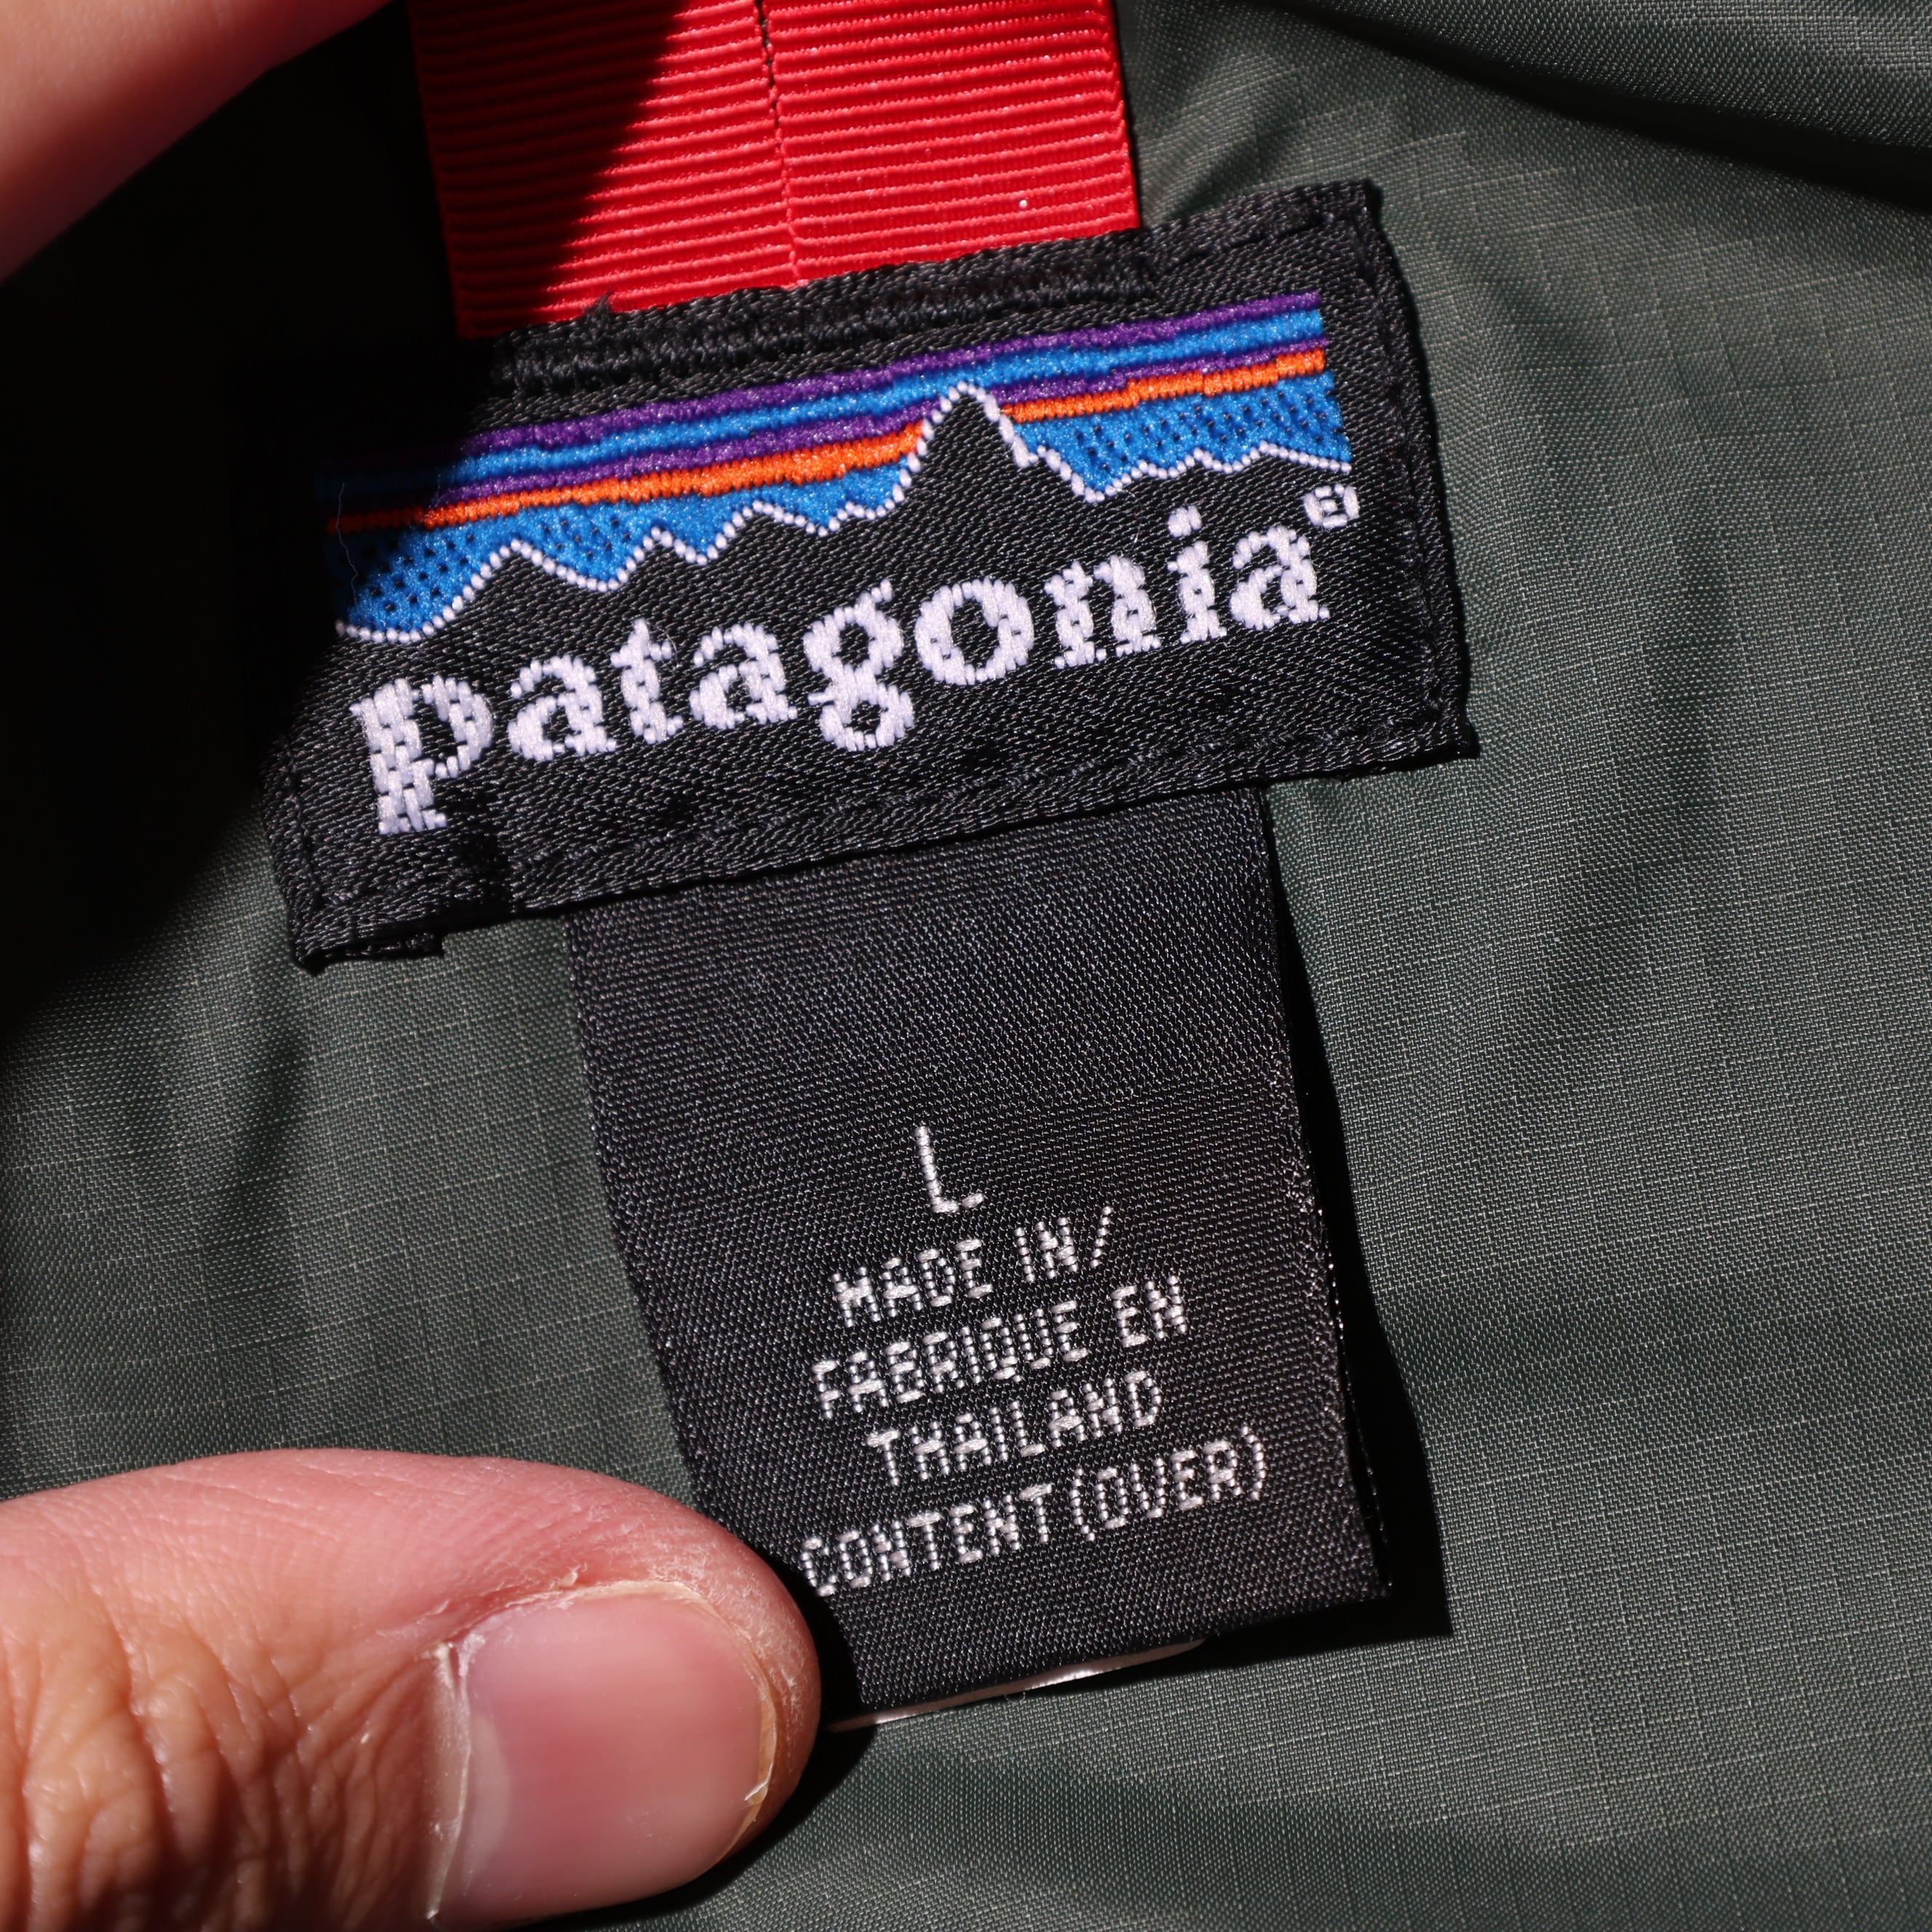 patagonia®
L
MADE IN/
FABRIQUE EN
THAILAND
CONTENT (OVER)